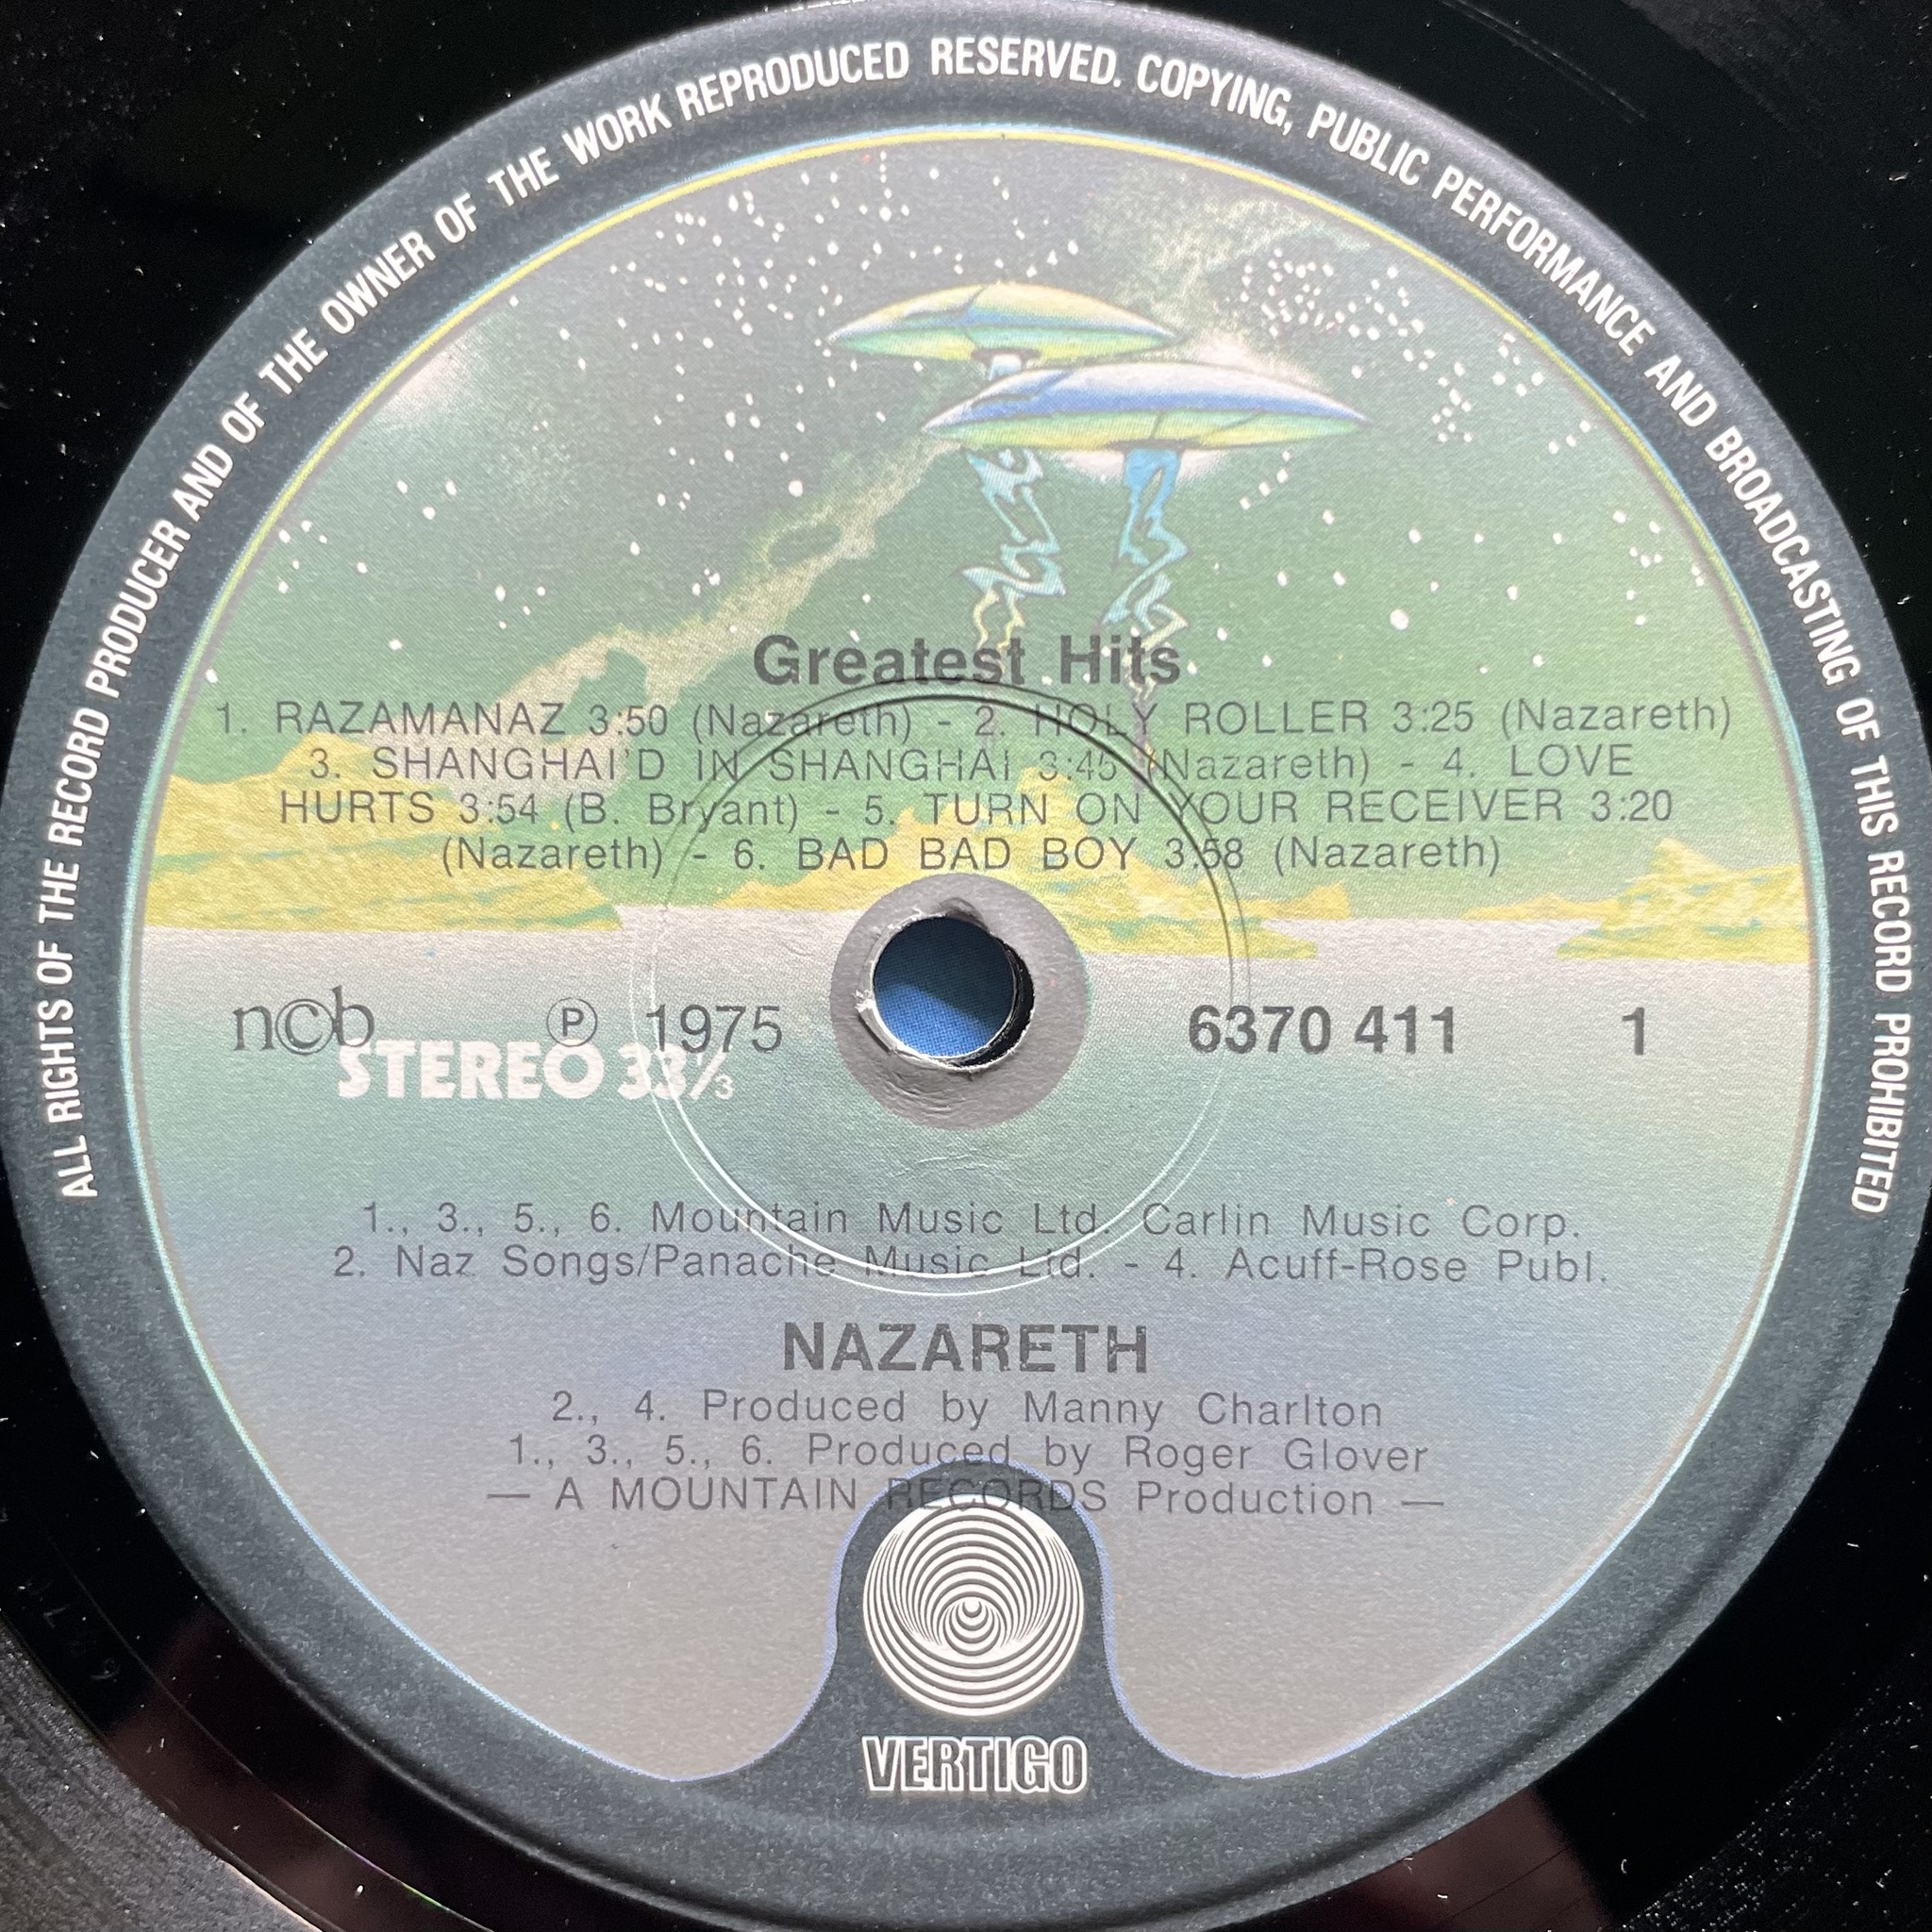 ALL RIGHTS OF THE RECORD PRODUCER AND OF THE OWNER OF THE WORK REPRODUCED RESERVED. COPYING, PUBLIC PERFORMANCE AND BROADCASTING OF THIS RECORD PROHIBITED
Greatest Hits
1. RAZAMANAZ 3:50 (Nazareth) - 2. HOLY ROLLER 3:25 (Nazareth)
3. SHANGHAI'D IN SHANGHAI 3:45 (Nazareth) - 4. LOVE
HURTS 3:54 (B. Bryant) - 5. TURN ON YOUR RECEIVER 3:20
(Nazareth) - 6. BAD BAD BOY 3:58 (Nazareth)
n©b ℗ 1975 6370 411 1
STEREO 33⅓
1., 3., 5., 6. Mountain Music Ltd. Carlin Music Corp.
2. Naz Songs/Panache Music Ltd. - 4. Acuff-Rose Publ.
NAZARETH
2., 4. Produced by Manny Charlton
1., 3., 5., 6. Produced by Roger Glover
— A MOUNTAIN RECORDS Production —
VERTIGO